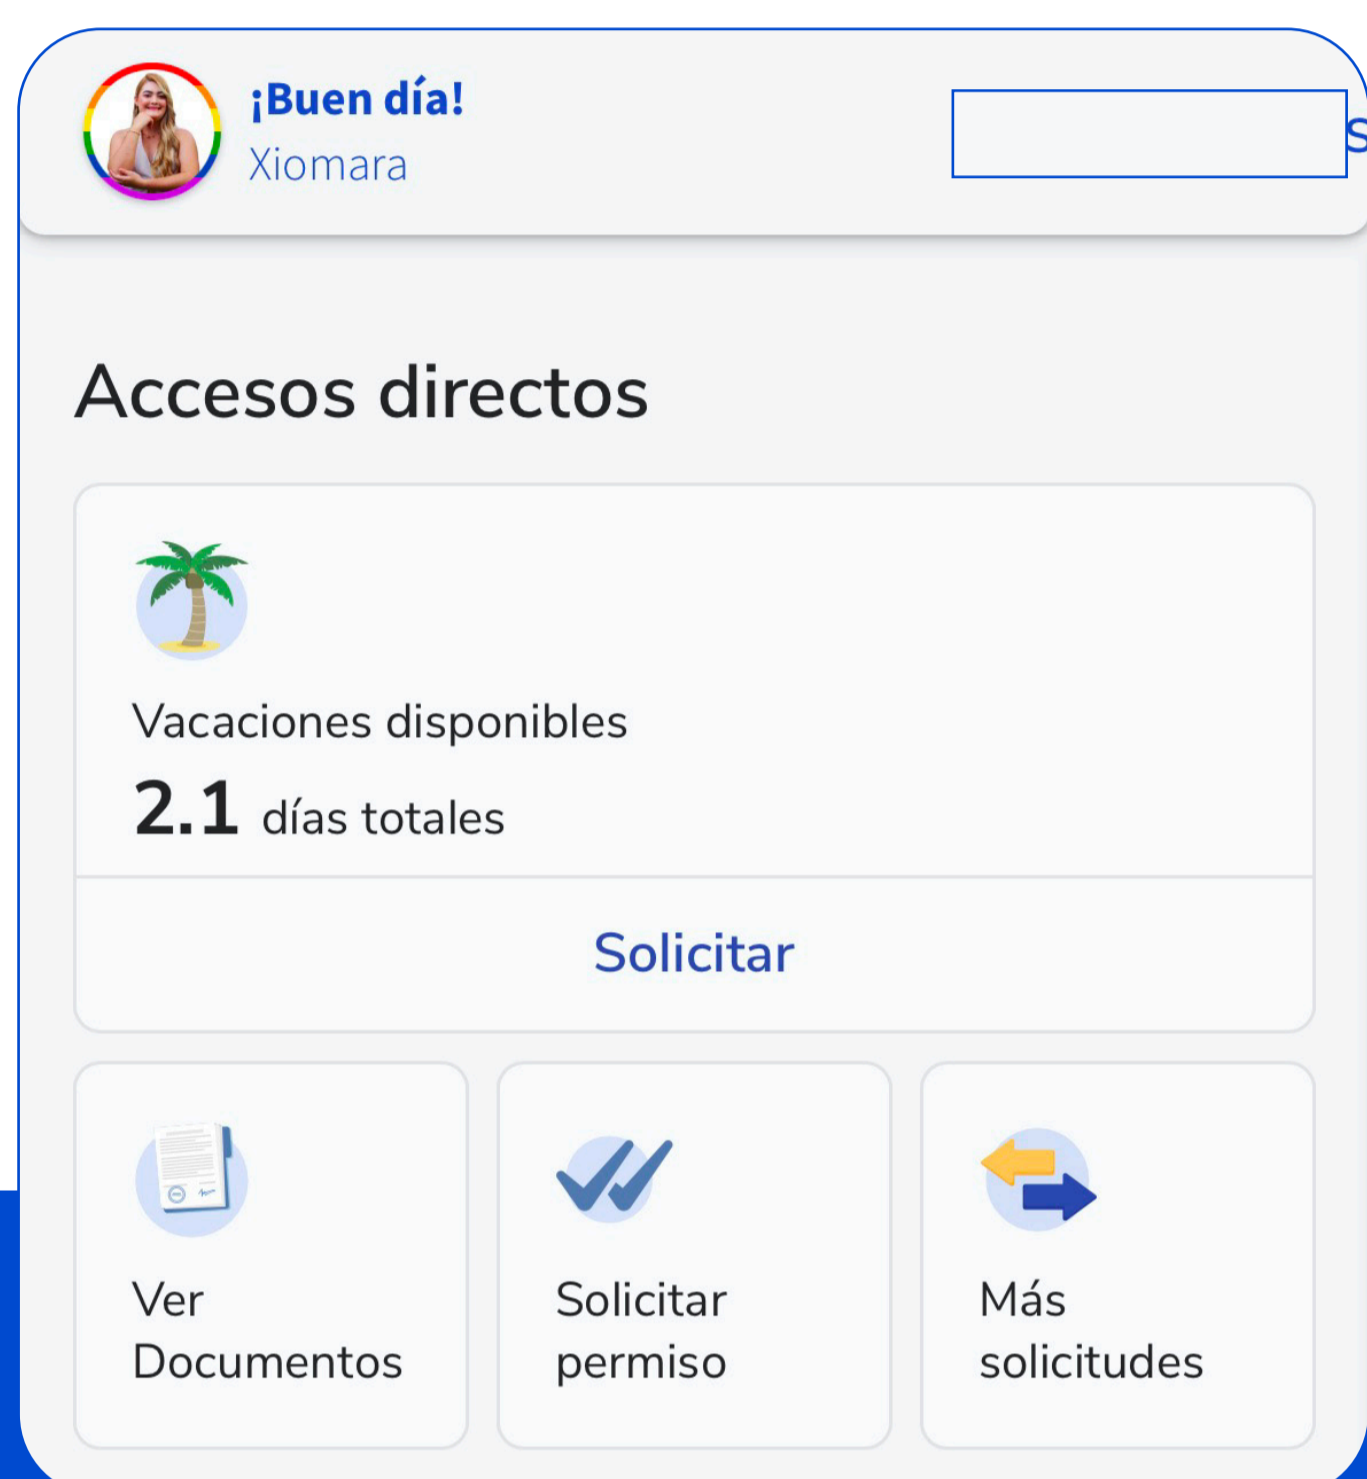 ¡Buen día!
Xiomara
Accesos directos
Vacaciones disponibles
2.1 días totales
Solicitar
Ver
Documentos
Solicitar
permiso
Más
solicitudes